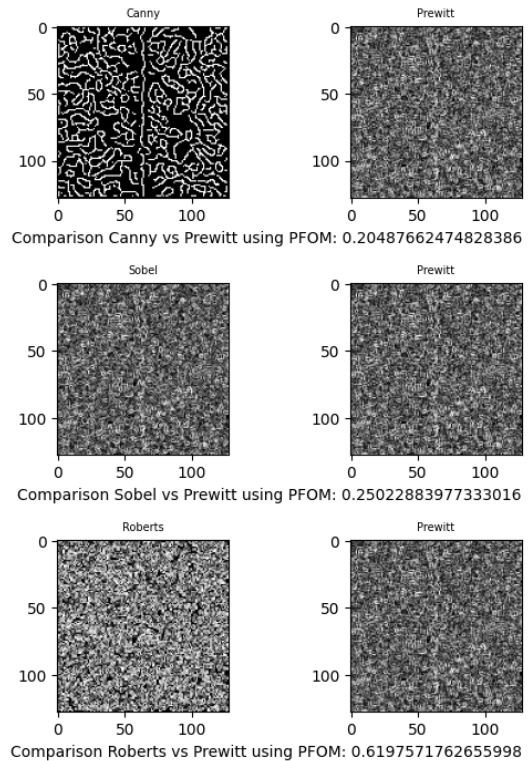 Canny Prewitt
0 0
50 50
100 100
0 50 100 0 50 100
Comparison Canny vs Prewitt using PFOM: 0.20487662474828386
Sobel Prewitt
0 0
50 50
100 100
0 50 100 0 50 100
Comparison Sobel vs Prewitt using PFOM: 0.25022883977333016
Roberts Prewitt
0 0
50 50
100 100
0 50 100 0 50 100
Comparison Roberts vs Prewitt using PFOM: 0.6197571762655998